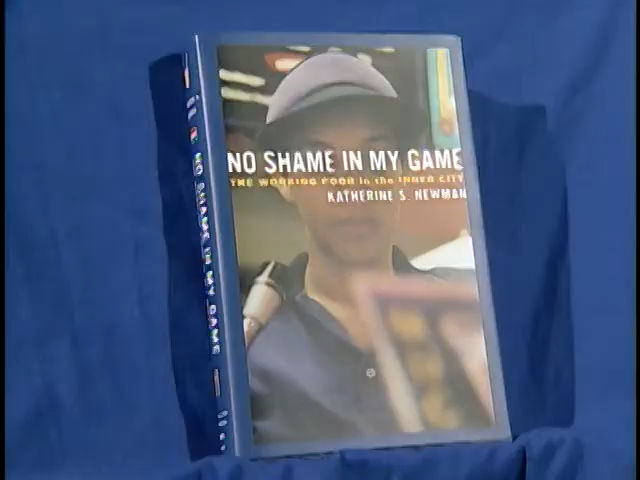 NO SHAME IN MY GAME
THE WORKING POOR in the INNER CITY
KATHERINE S. NEWMAN
NO SHAME IN MY GAME